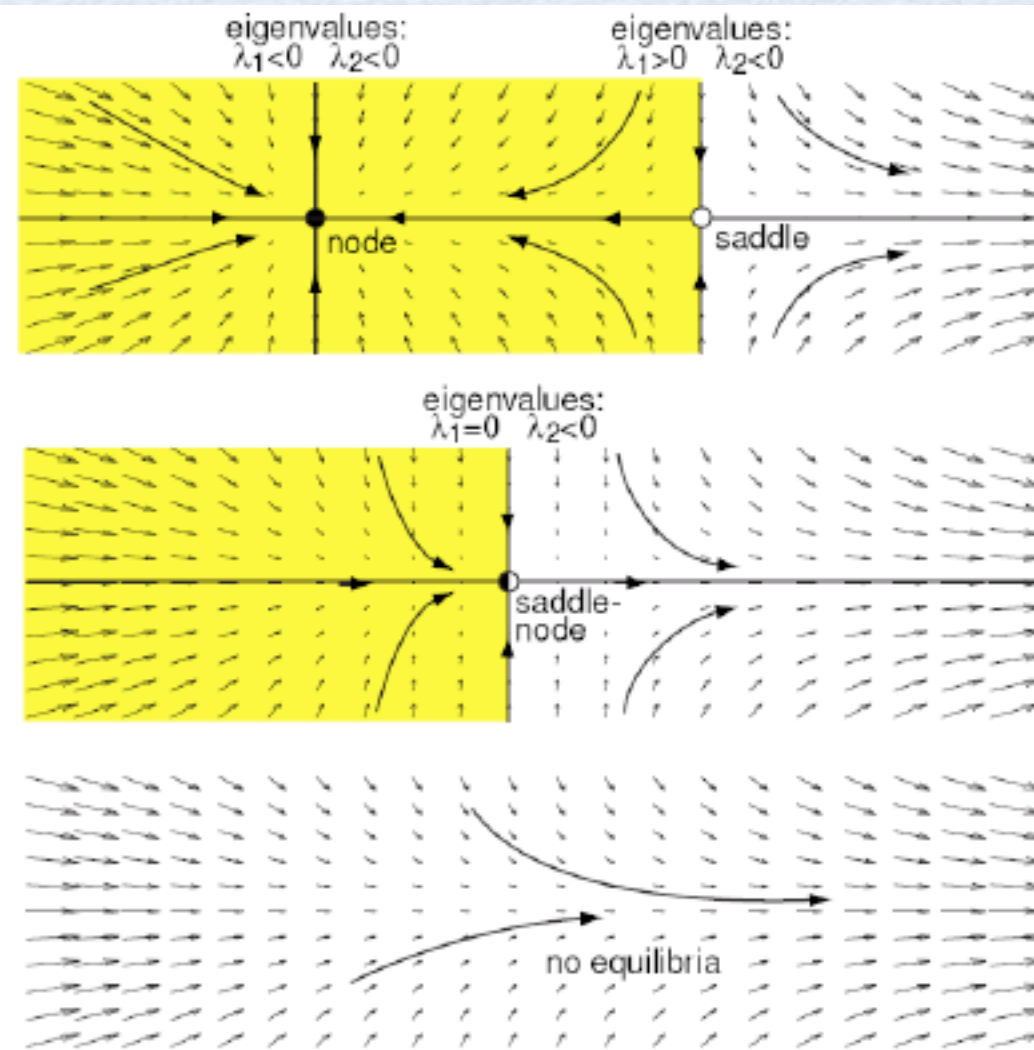 eigenvalues:
λ1<0 λ2<0
eigenvalues:
λ1>0 λ2<0
node
saddle
eigenvalues:
λ1=0 λ2<0
saddle-
node
no equilibria